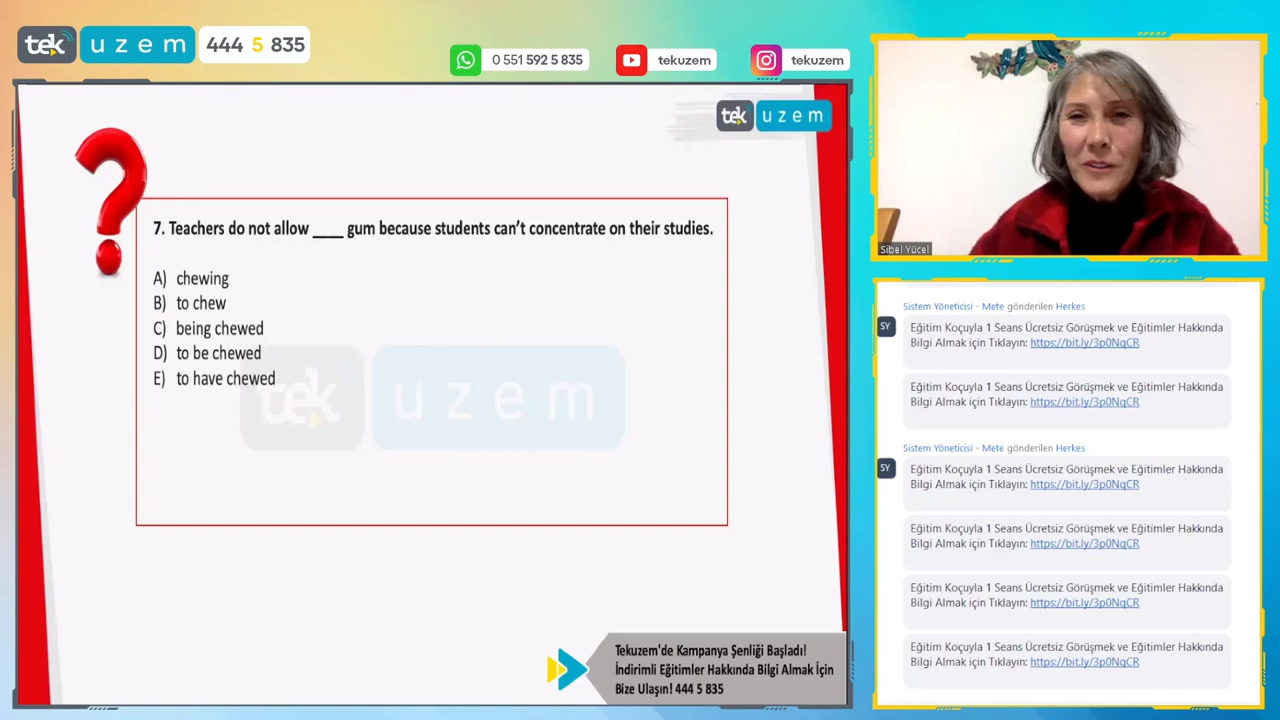 tek uzem 444 5 835
0 551 592 5 835
tekuzem
tekuzem
tek uzem
7. Teachers do not allow ____ gum because students can't concentrate on their studies.
A) chewing
B) to chew
C) being chewed
D) to be chewed
E) to have chewed
tek uzem
Tekuzem'de Kampanya Şenliği Başladı!
İndirimli Eğitimler Hakkında Bilgi Almak İçin
Bize Ulaşın! 444 5 835
Sibel Yücel
Sistem Yöneticisi - Mete gönderilen Herkes
SY
Eğitim Koçuyla 1 Seans Ücretsiz Görüşmek ve Eğitimler Hakkında
Bilgi Almak için Tıklayın: https://bit.ly/3p0NqCR
Eğitim Koçuyla 1 Seans Ücretsiz Görüşmek ve Eğitimler Hakkında
Bilgi Almak için Tıklayın: https://bit.ly/3p0NqCR
Sistem Yöneticisi - Mete gönderilen Herkes
SY
Eğitim Koçuyla 1 Seans Ücretsiz Görüşmek ve Eğitimler Hakkında
Bilgi Almak için Tıklayın: https://bit.ly/3p0NqCR
Eğitim Koçuyla 1 Seans Ücretsiz Görüşmek ve Eğitimler Hakkında
Bilgi Almak için Tıklayın: https://bit.ly/3p0NqCR
Eğitim Koçuyla 1 Seans Ücretsiz Görüşmek ve Eğitimler Hakkında
Bilgi Almak için Tıklayın: https://bit.ly/3p0NqCR
Eğitim Koçuyla 1 Seans Ücretsiz Görüşmek ve Eğitimler Hakkında
Bilgi Almak için Tıklayın: https://bit.ly/3p0NqCR